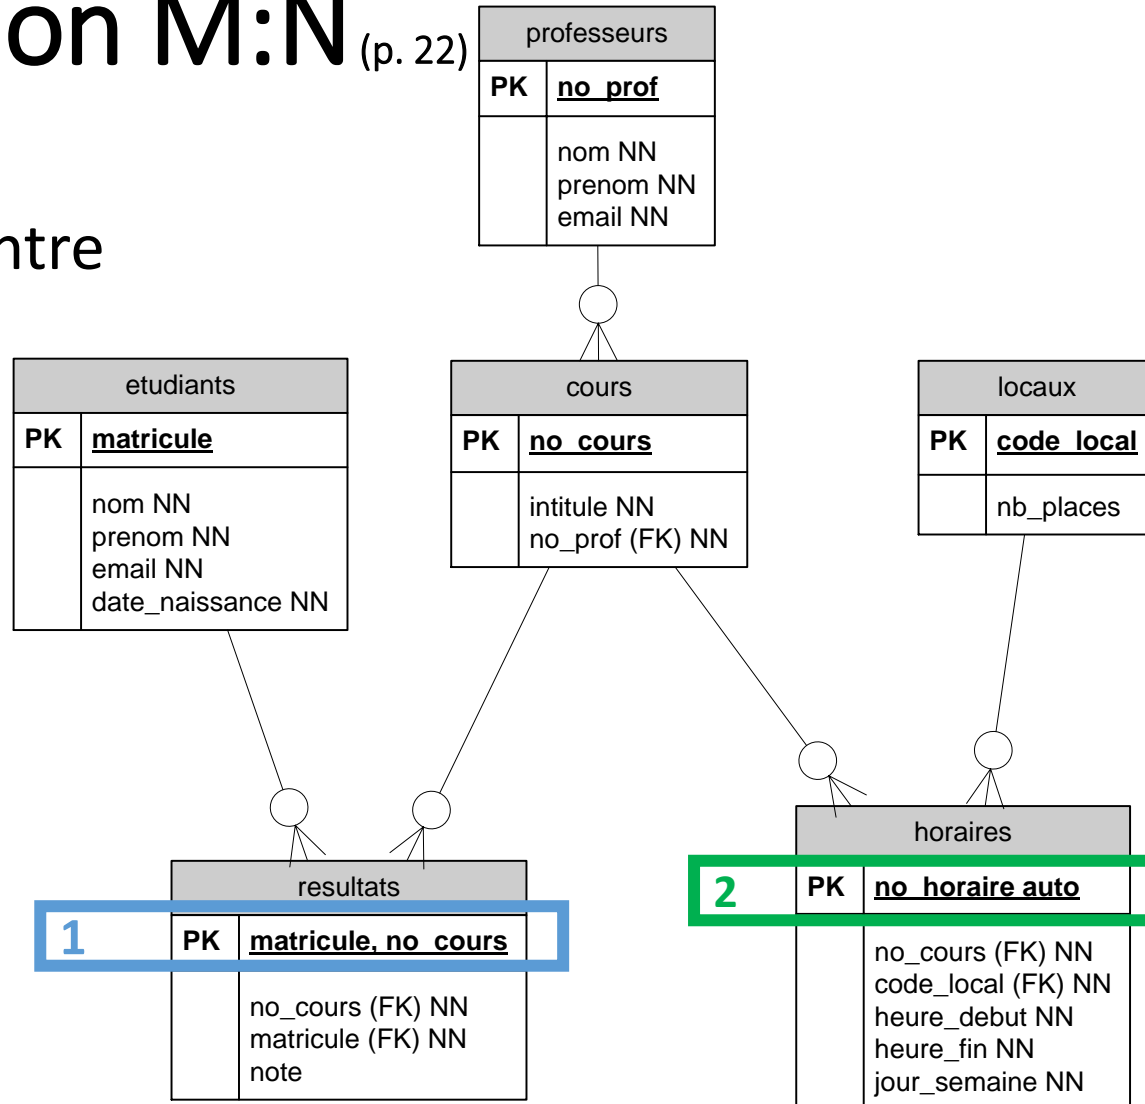 on M:N (p. 22)
ntre
professeurs
PK no_prof
nom NN
prenom NN
email NN
etudiants
PK matricule
nom NN
prenom NN
email NN
date_naissance NN
cours
PK no_cours
intitule NN
no_prof (FK) NN
locaux
PK code_local
nb_places
resultats
1 PK matricule, no_cours
no_cours (FK) NN
matricule (FK) NN
note
horaires
2 PK no_horaire auto
no_cours (FK) NN
code_local (FK) NN
heure_debut NN
heure_fin NN
jour_semaine NN